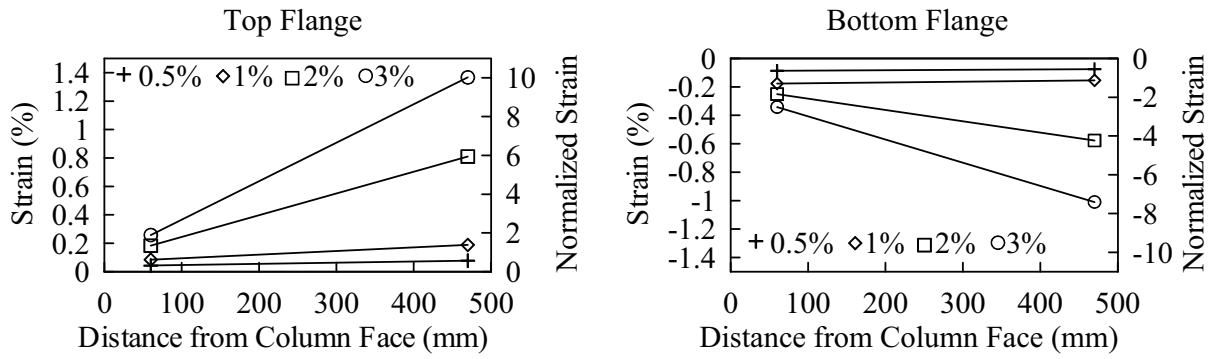 Top Flange
1.4
1.2
1
0.8
0.6
0.4
0.2
0
Strain (%)
0.5% 1% 2% 3%
10
8
6
4
2
0
Normalized Strain
0 100 200 300 400 500
Distance from Column Face (mm)
Bottom Flange
0
-0.2
-0.4
-0.6
-0.8
-1
-1.2
-1.4
Strain (%)
0.5% 1% 2% 3%
0
-2
-4
-6
-8
-10
Normalized Strain
0 100 200 300 400 500
Distance from Column Face (mm)